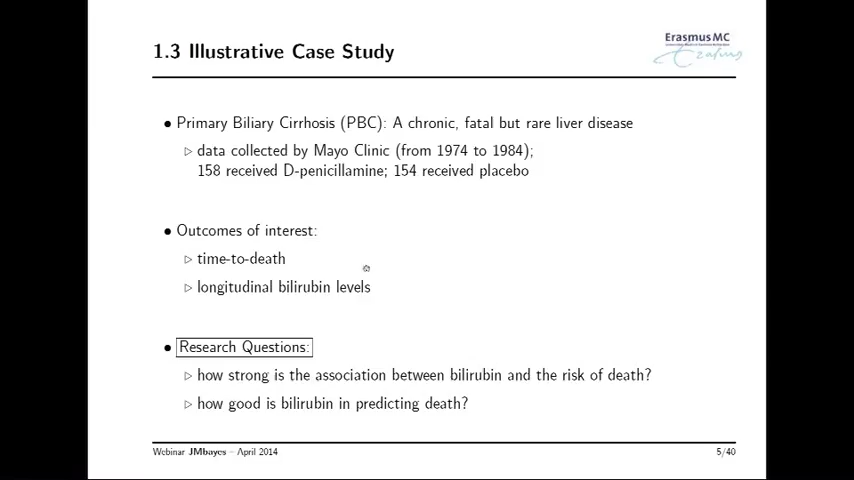 1.3 Illustrative Case Study
Erasmus MC
• Primary Biliary Cirrhosis (PBC): A chronic, fatal but rare liver disease
▷ data collected by Mayo Clinic (from 1974 to 1984);
158 received D-penicillamine; 154 received placebo
• Outcomes of interest:
▷ time-to-death
▷ longitudinal bilirubin levels
• Research Questions:
▷ how strong is the association between bilirubin and the risk of death?
▷ how good is bilirubin in predicting death?
Webinar JMbayes – April 2014
5/40